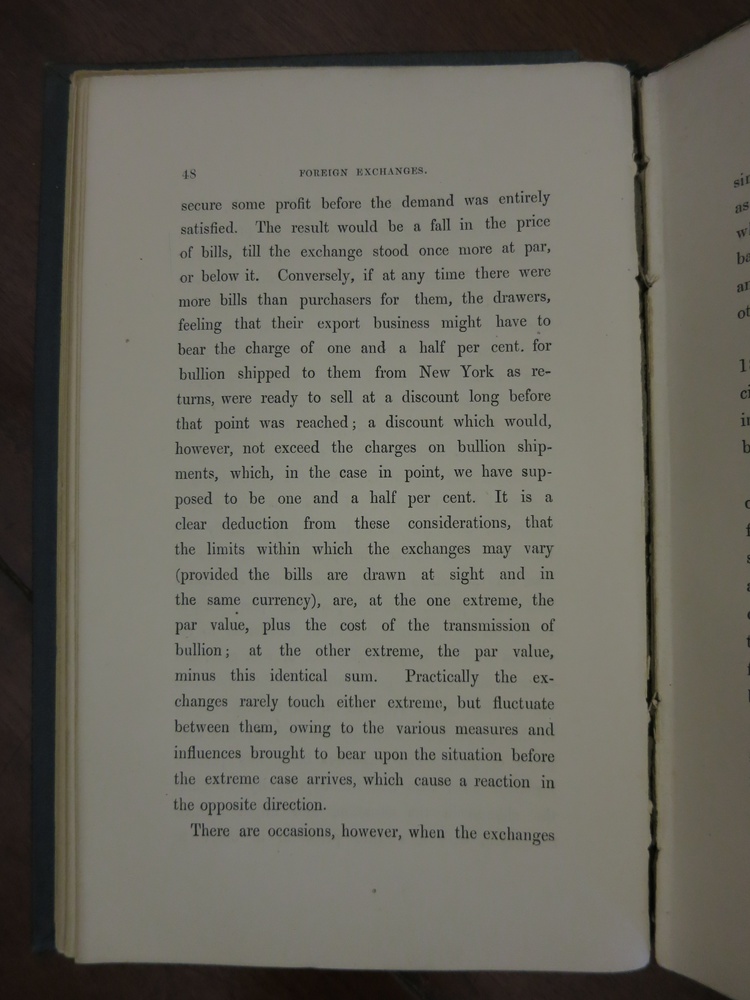 48 FOREIGN EXCHANGES.
secure some profit before the demand was entirely
satisfied. The result would be a fall in the price
of bills, till the exchange stood once more at par,
or below it. Conversely, if at any time there were
more bills than purchasers for them, the drawers,
feeling that their export business might have to
bear the charge of one and a half per cent. for
bullion shipped to them from New York as re-
turns, were ready to sell at a discount long before
that point was reached; a discount which would,
however, not exceed the charges on bullion ship-
ments, which, in the case in point, we have sup-
posed to be one and a half per cent. It is a
clear deduction from these considerations, that
the limits within which the exchanges may vary
(provided the bills are drawn at sight and in
the same currency), are, at the one extreme, the
par value, plus the cost of the transmission of
bullion; at the other extreme, the par value,
minus this identical sum. Practically the ex-
changes rarely touch either extreme, but fluctuate
between them, owing to the various measures and
influences brought to bear upon the situation before
the extreme case arrives, which cause a reaction in
the opposite direction.
There are occasions, however, when the exchanges